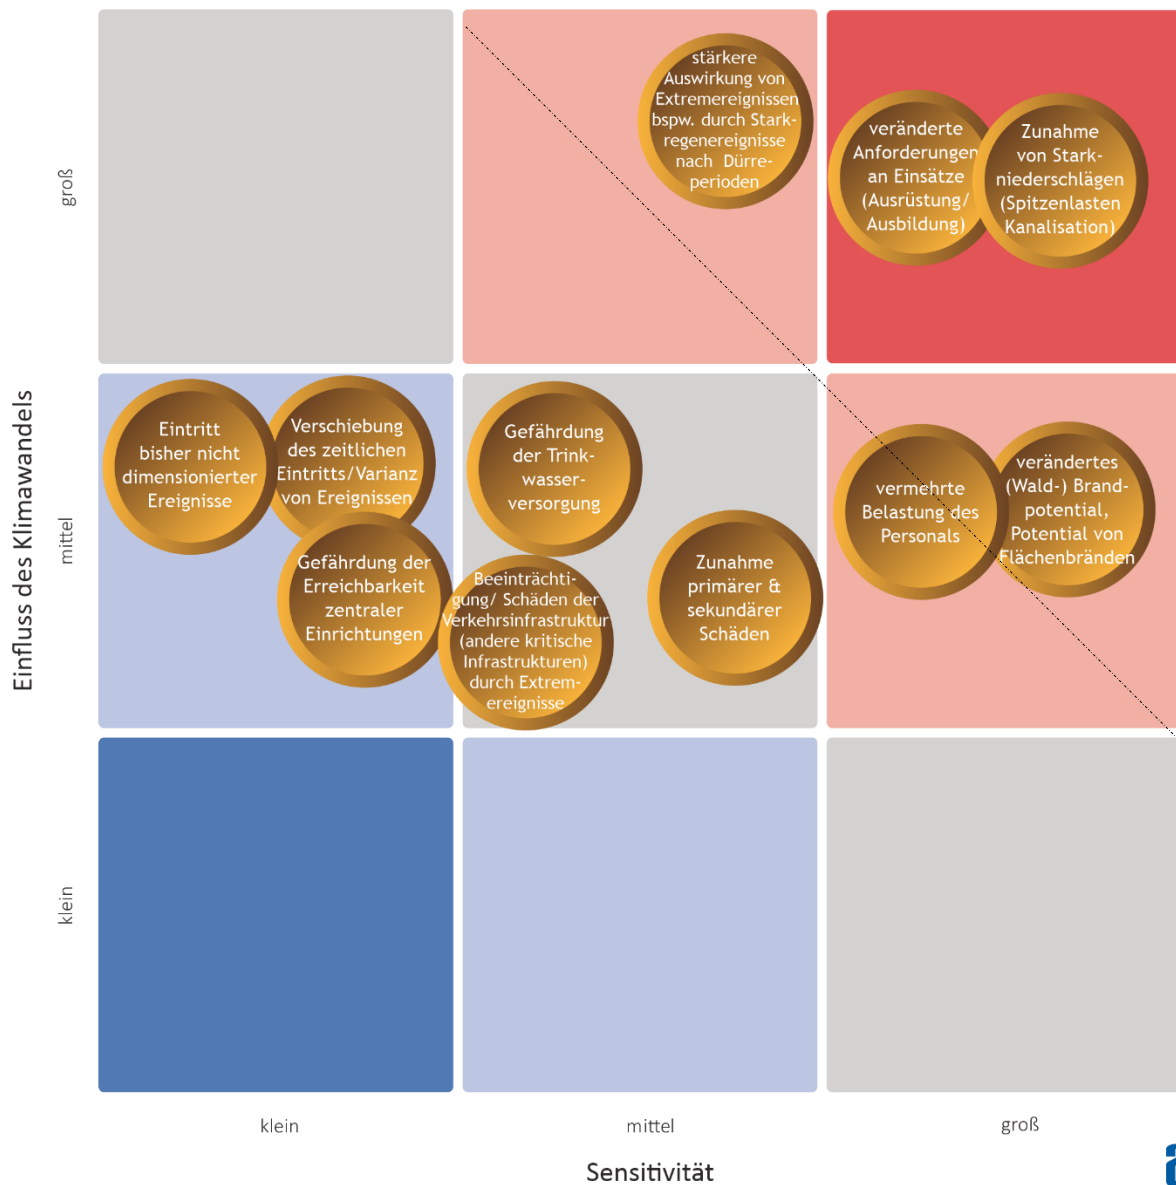 Einfluss des Klimawandels
groß
mittel
klein
stärkere
Auswirkung von
Extremereignissen
bspw. durch Stark-
regenereignisse
nach Dürre-
perioden
veränderte
Anforderungen
an Einsätze
(Ausrüstung/
Ausbildung)
Zunahme
von Stark-
niederschlägen
(Spitzenlasten
Kanalisation)
Eintritt
bisher nicht
dimensionierter
Ereignisse
Verschiebung
des zeitlichen
Eintritts/Varianz
von Ereignissen
Gefährdung der
Erreichbarkeit
zentraler
Einrichtungen
Gefährdung
der Trink-
wasser-
versorgung
Beeinträchti-
gung/ Schäden der
Verkehrsinfrastruktur
(andere kritische
Infrastrukturen)
durch Extrem-
ereignisse
Zunahme
primärer &
sekundärer
Schäden
vermehrte
Belastung des
Personals
verändertes
(Wald-) Brand-
potential,
Potential von
Flächenbränden
klein
mittel
groß
Sensitivität